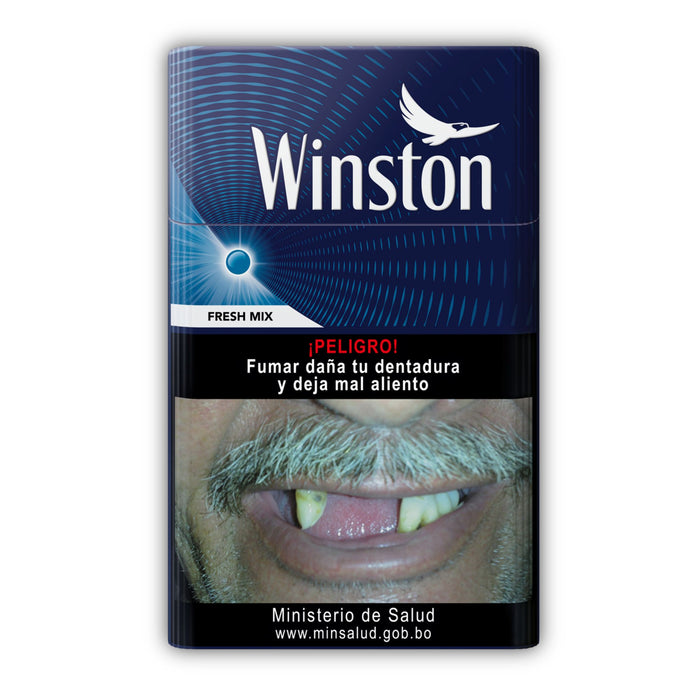 Winston
FRESH MIX
¡PELIGRO!
Fumar daña tu dentadura
y deja mal aliento
Ministerio de Salud
www.minsalud.gob.bo